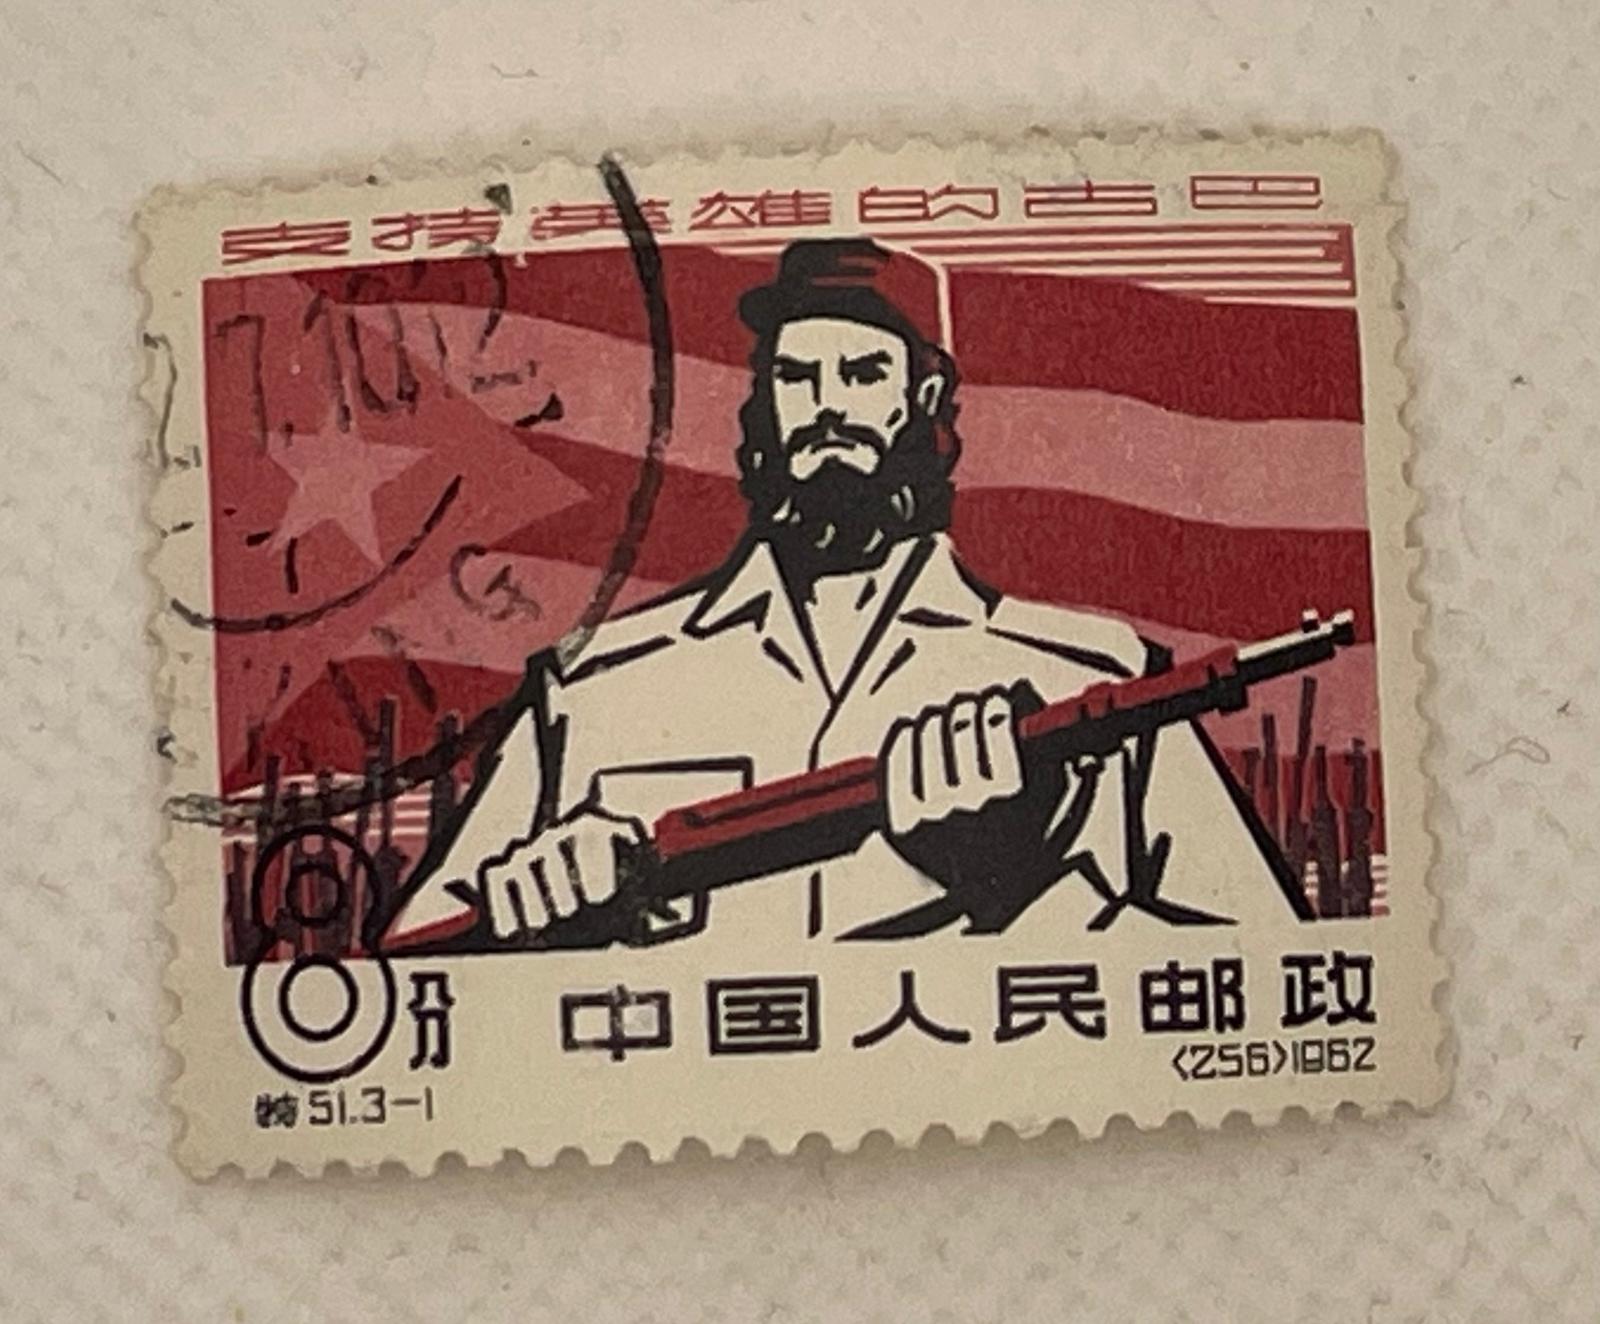 支持英雄的古巴
8分 中国人民邮政
〈256〉1962
特51.3-1